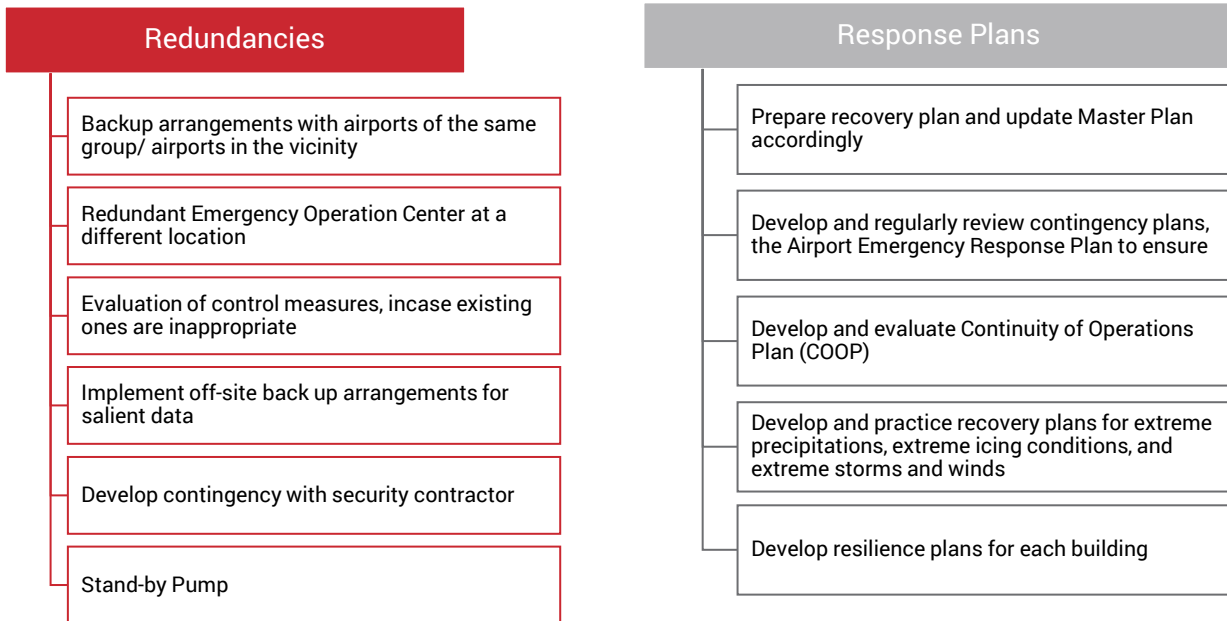 Redundancies
Backup arrangements with airports of the same
group/ airports in the vicinity
Redundant Emergency Operation Center at a
different location
Evaluation of control measures, incase existing
ones are inappropriate
Implement off-site back up arrangements for
salient data
Develop contingency with security contractor
Stand-by Pump
Response Plans
Prepare recovery plan and update Master Plan
accordingly
Develop and regularly review contingency plans,
the Airport Emergency Response Plan to ensure
Develop and evaluate Continuity of Operations
Plan (COOP)
Develop and practice recovery plans for extreme
precipitations, extreme icing conditions, and
extreme storms and winds
Develop resilience plans for each building